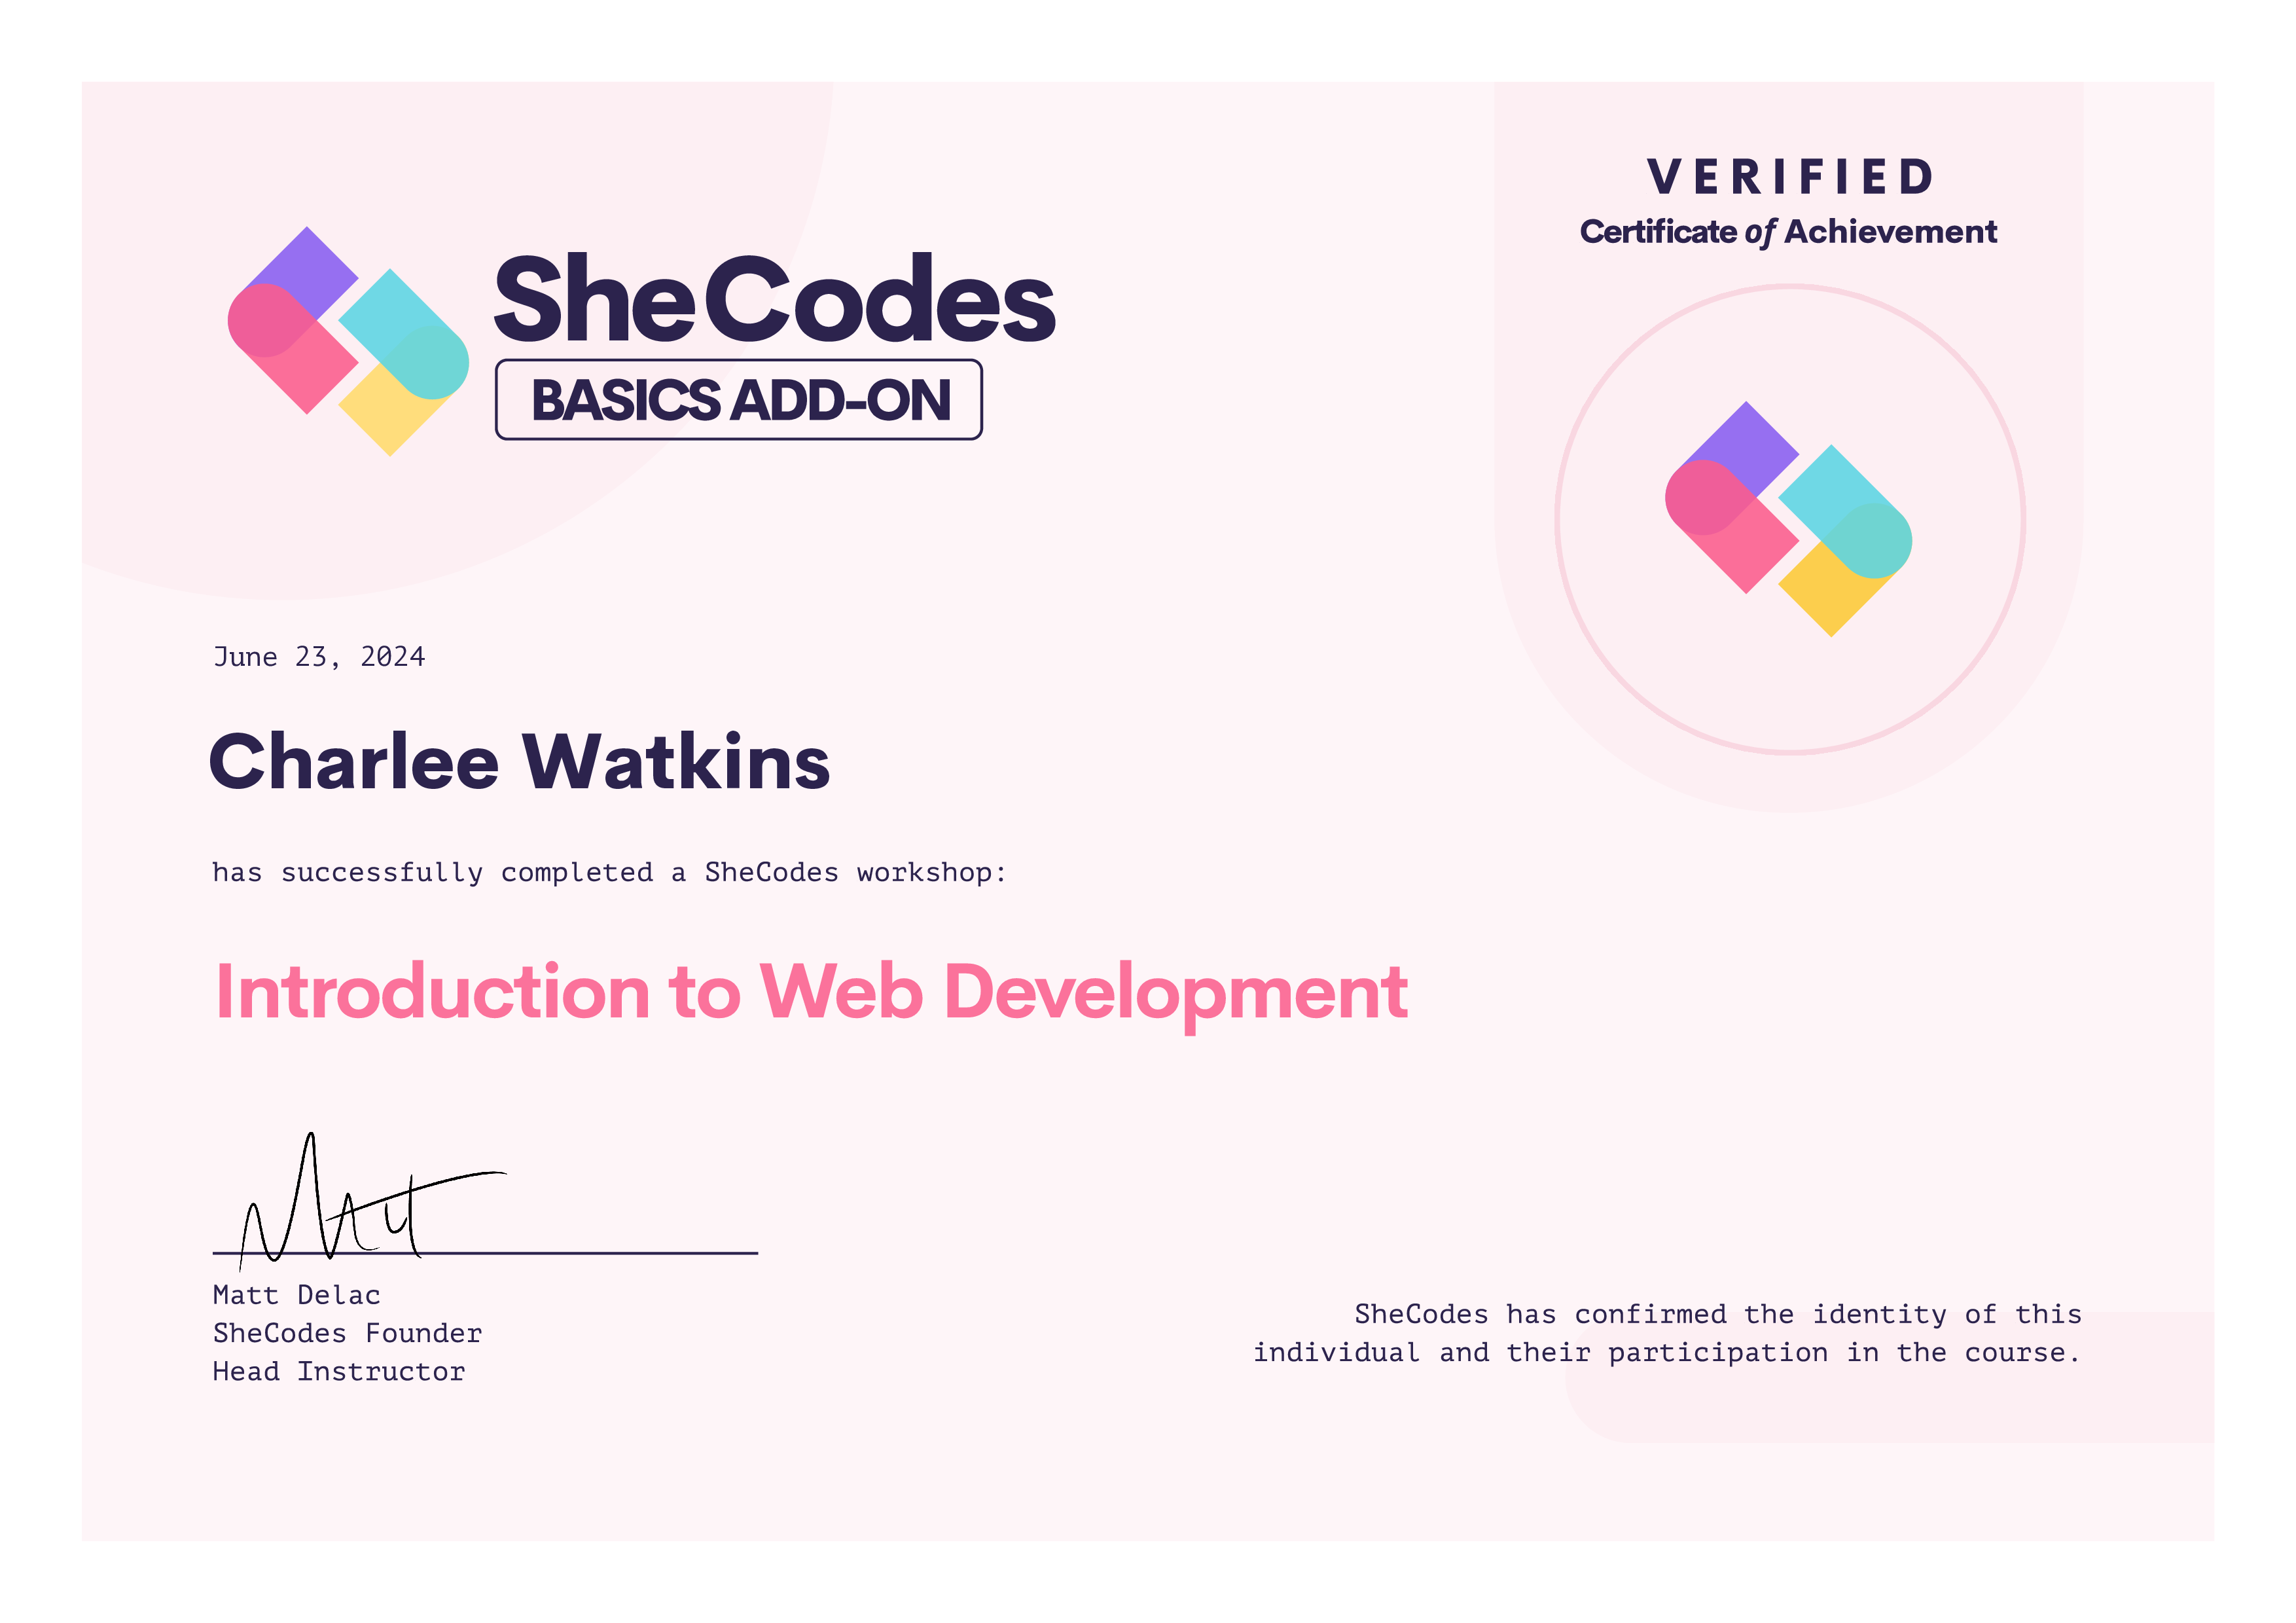 SheCodes
BASICS ADD-ON
VERIFIED
Certificate of Achievement
June 23, 2024
Charlee Watkins
has successfully completed a SheCodes workshop:
Introduction to Web Development
Matt
Matt Delac
SheCodes Founder
Head Instructor
SheCodes has confirmed the identity of this
individual and their participation in the course.